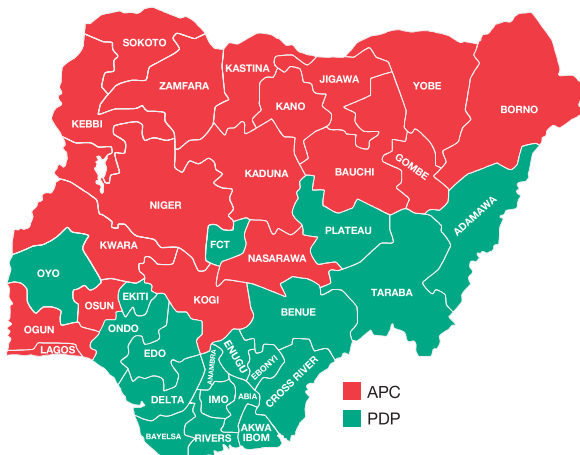 SOKOTO
KASTINA
JIGAWA
ZAMFARA
YOBE
KANO
BORNO
KEBBI
GOMBE
KADUNA
BAUCHI
NIGER
ADAMAWA
FCT
PLATEAU
KWARA
NASARAWA
OYO
TARABA
EKITI
OSUN
KOGI
BENUE
OGUN
ONDO
LAGOS
EDO
ENUGU
EBONYI
ANAMBRA
CROSS RIVER
DELTA
IMO
ABIA
BAYELSA
RIVERS
AKWA
IBOM
APC
PDP